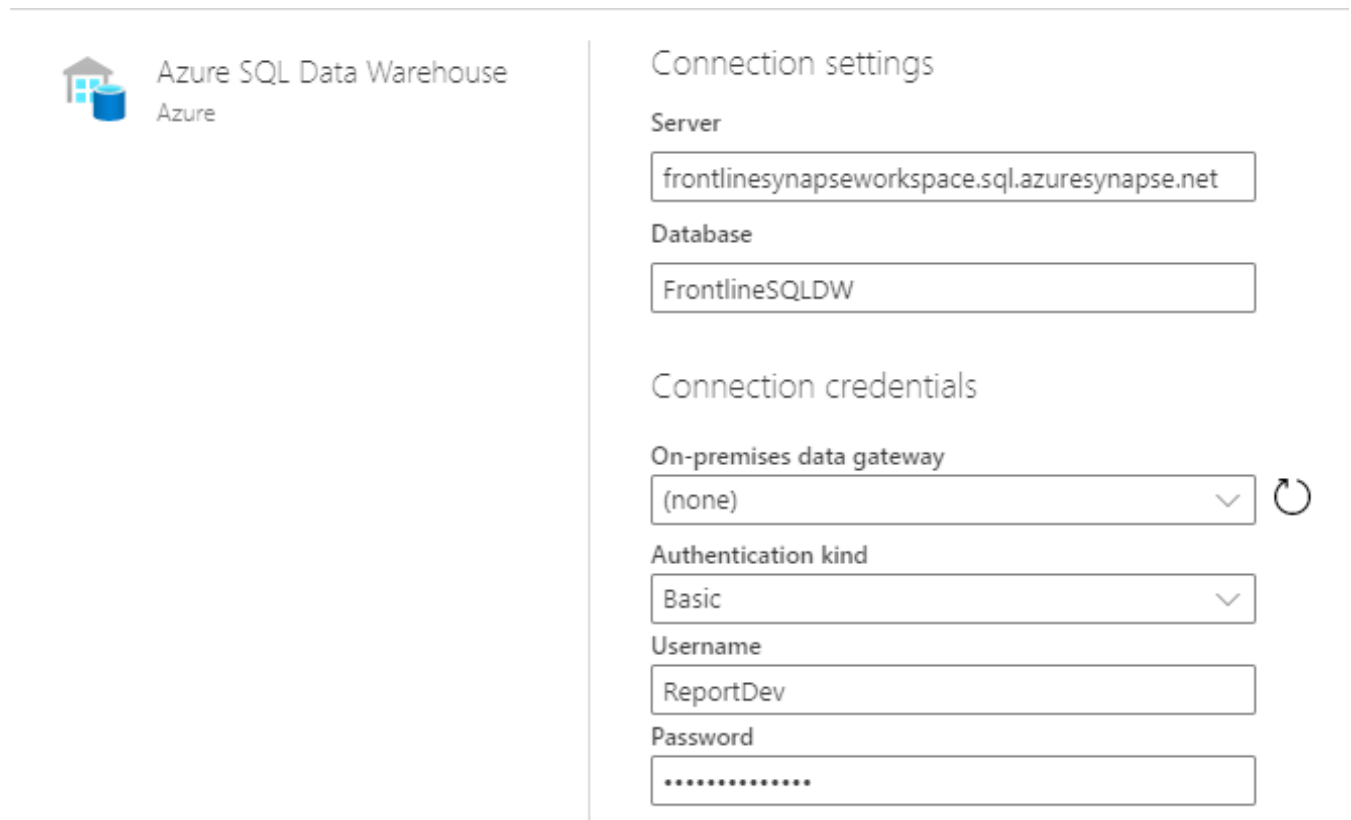 Azure SQL Data Warehouse
Azure
Connection settings
Server
frontlinesynapseworkspace.sql.azuresynapse.net
Database
FrontlineSQLDW
Connection credentials
On-premises data gateway
(none)
Authentication kind
Basic
Username
ReportDev
Password
••••••••••••••